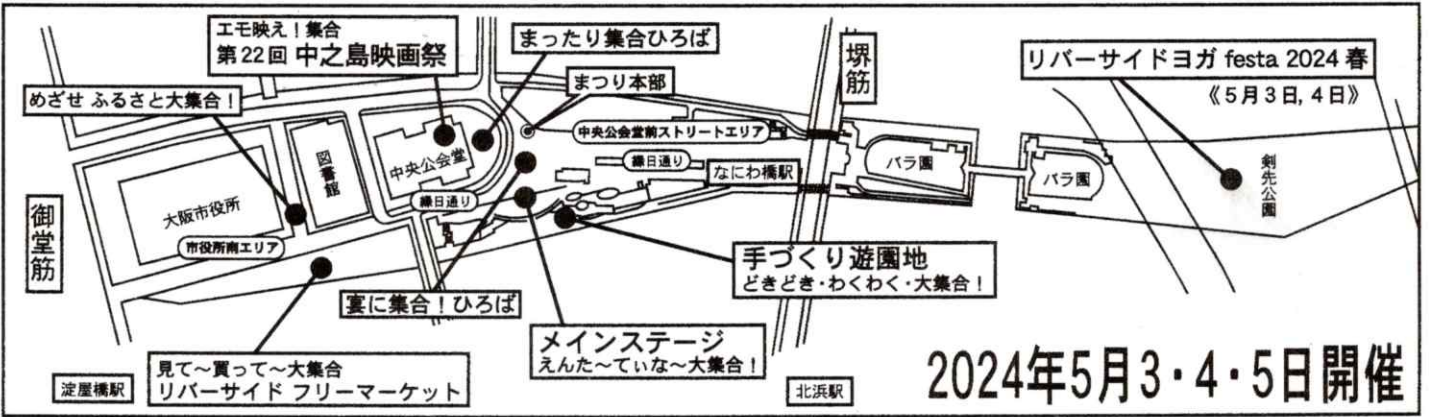 エモ映え！集合
第22回 中之島映画祭
まったり集合ひろば
堺筋
リバーサイドヨガ festa 2024 春
《5月3日, 4日》
めざせ ふるさと大集合！
まつり本部
中央公会堂前ストリートエリア
図書館
中央公会堂
縁日通り
なにわ橋駅
バラ園
バラ園
剣先公園
大阪市役所
縁日通り
御堂筋
市役所南エリア
手づくり遊園地
どきどき・わくわく・大集合！
宴に集合！ひろば
メインステージ
えんた〜てぃな〜大集合！
見て〜買って〜大集合
リバーサイド フリーマーケット
淀屋橋駅
北浜駅
2024年5月3・4・5日開催